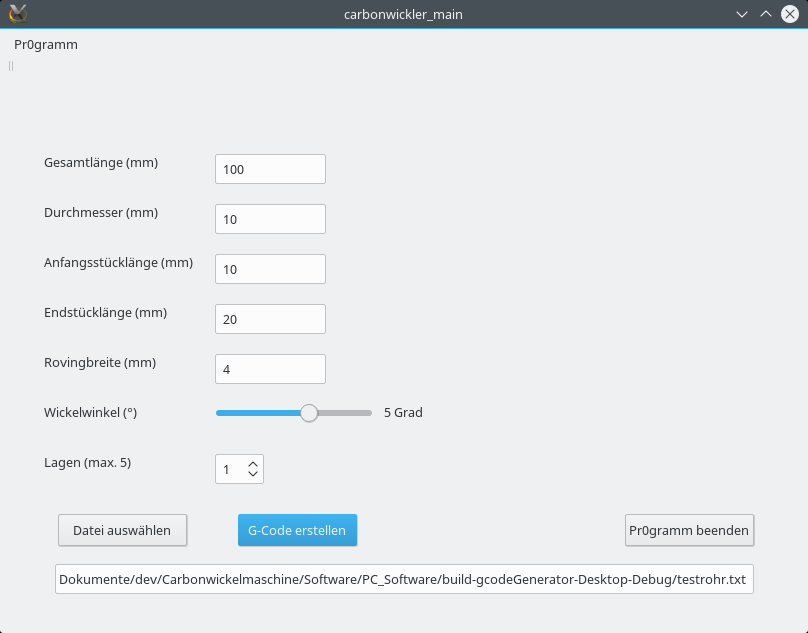 carbonwickler_main
Pr0gramm
Gesamtlänge (mm) 100
Durchmesser (mm) 10
Anfangsstücklänge (mm) 10
Endstücklänge (mm) 20
Rovingbreite (mm) 4
Wickelwinkel (°) 5 Grad
Lagen (max. 5) 1
Datei auswählen G-Code erstellen Pr0gramm beenden
Dokumente/dev/Carbonwickelmaschine/Software/PC_Software/build-gcodeGenerator-Desktop-Debug/testrohr.txt